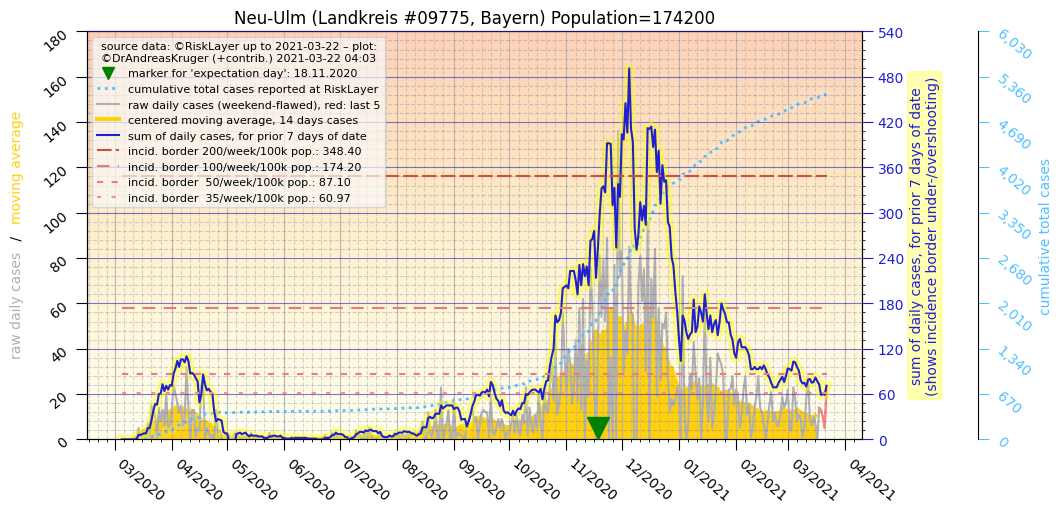 Neu-Ulm (Landkreis #09775, Bayern) Population=174200
source data: ©RiskLayer up to 2021-03-22 – plot:
©DrAndreasKruger (+contrib.) 2021-03-22 04:03
marker for 'expectation day': 18.11.2020
cumulative total cases reported at RiskLayer
raw daily cases (weekend-flawed), red: last 5
centered moving average, 14 days cases
sum of daily cases, for prior 7 days of date
incid. border 200/week/100k pop.: 348.40
incid. border 100/week/100k pop.: 174.20
incid. border  50/week/100k pop.: 87.10
incid. border  35/week/100k pop.: 60.97
raw daily cases / moving average
180
160
140
120
100
80
60
40
20
0
03/2020
04/2020
05/2020
06/2020
07/2020
08/2020
09/2020
10/2020
11/2020
12/2020
01/2021
02/2021
03/2021
04/2021
540
480
420
360
300
240
180
120
60
0
sum of daily cases, for prior 7 days of date
(shows incidence border under-/overshooting)
6,030
5,360
4,690
4,020
3,350
2,680
2,010
1,340
670
0
cumulative total cases